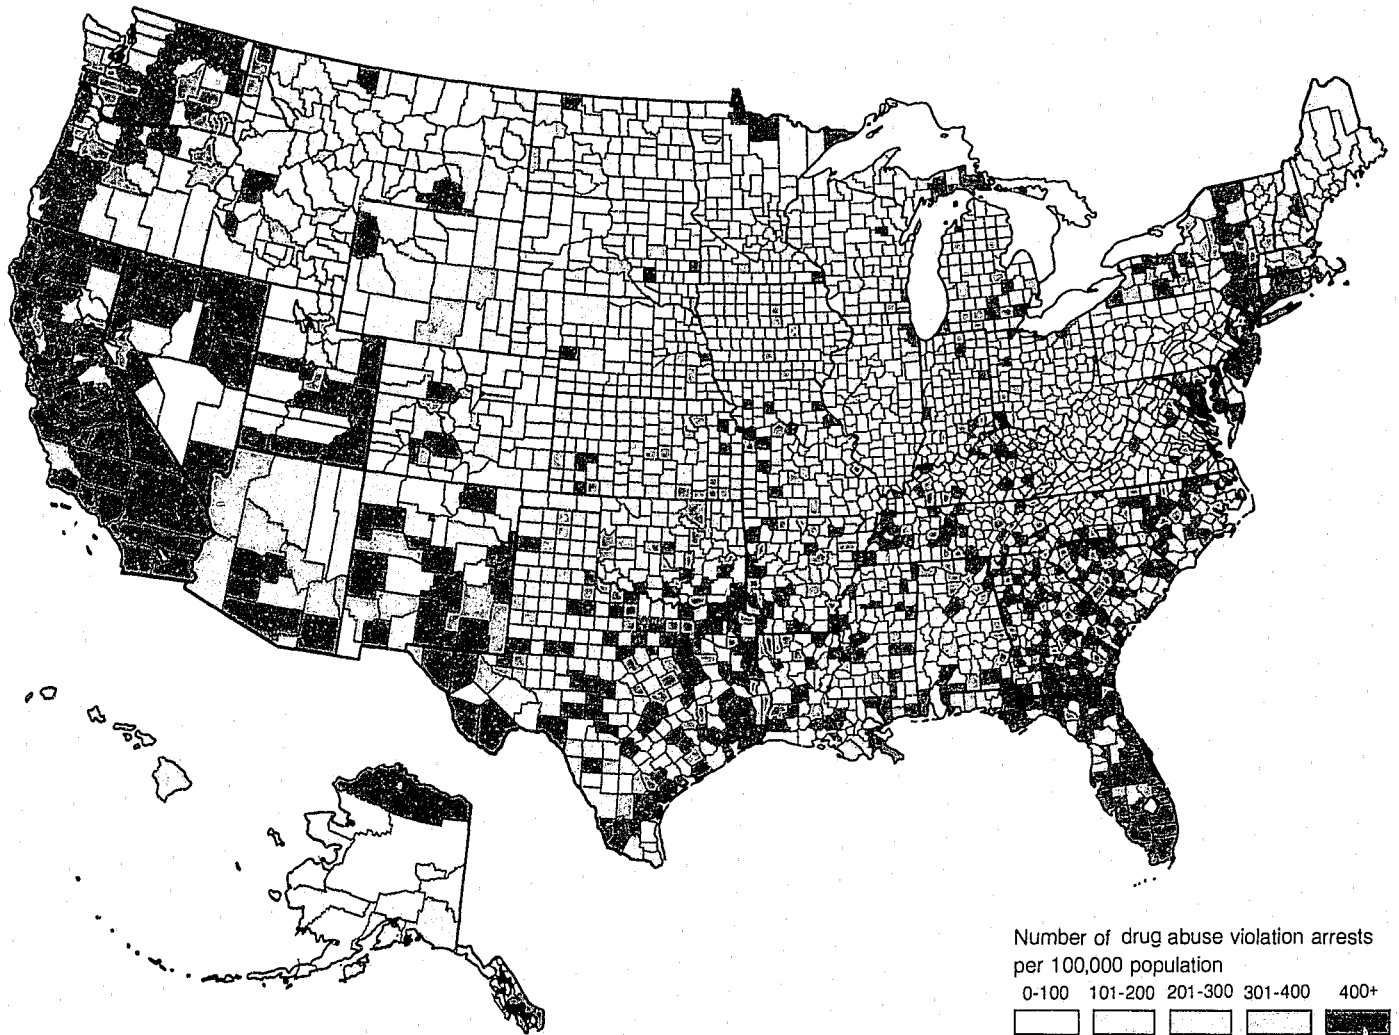 Number of drug abuse violation arrests
per 100,000 population
0-100 101-200 201-300 301-400 400+